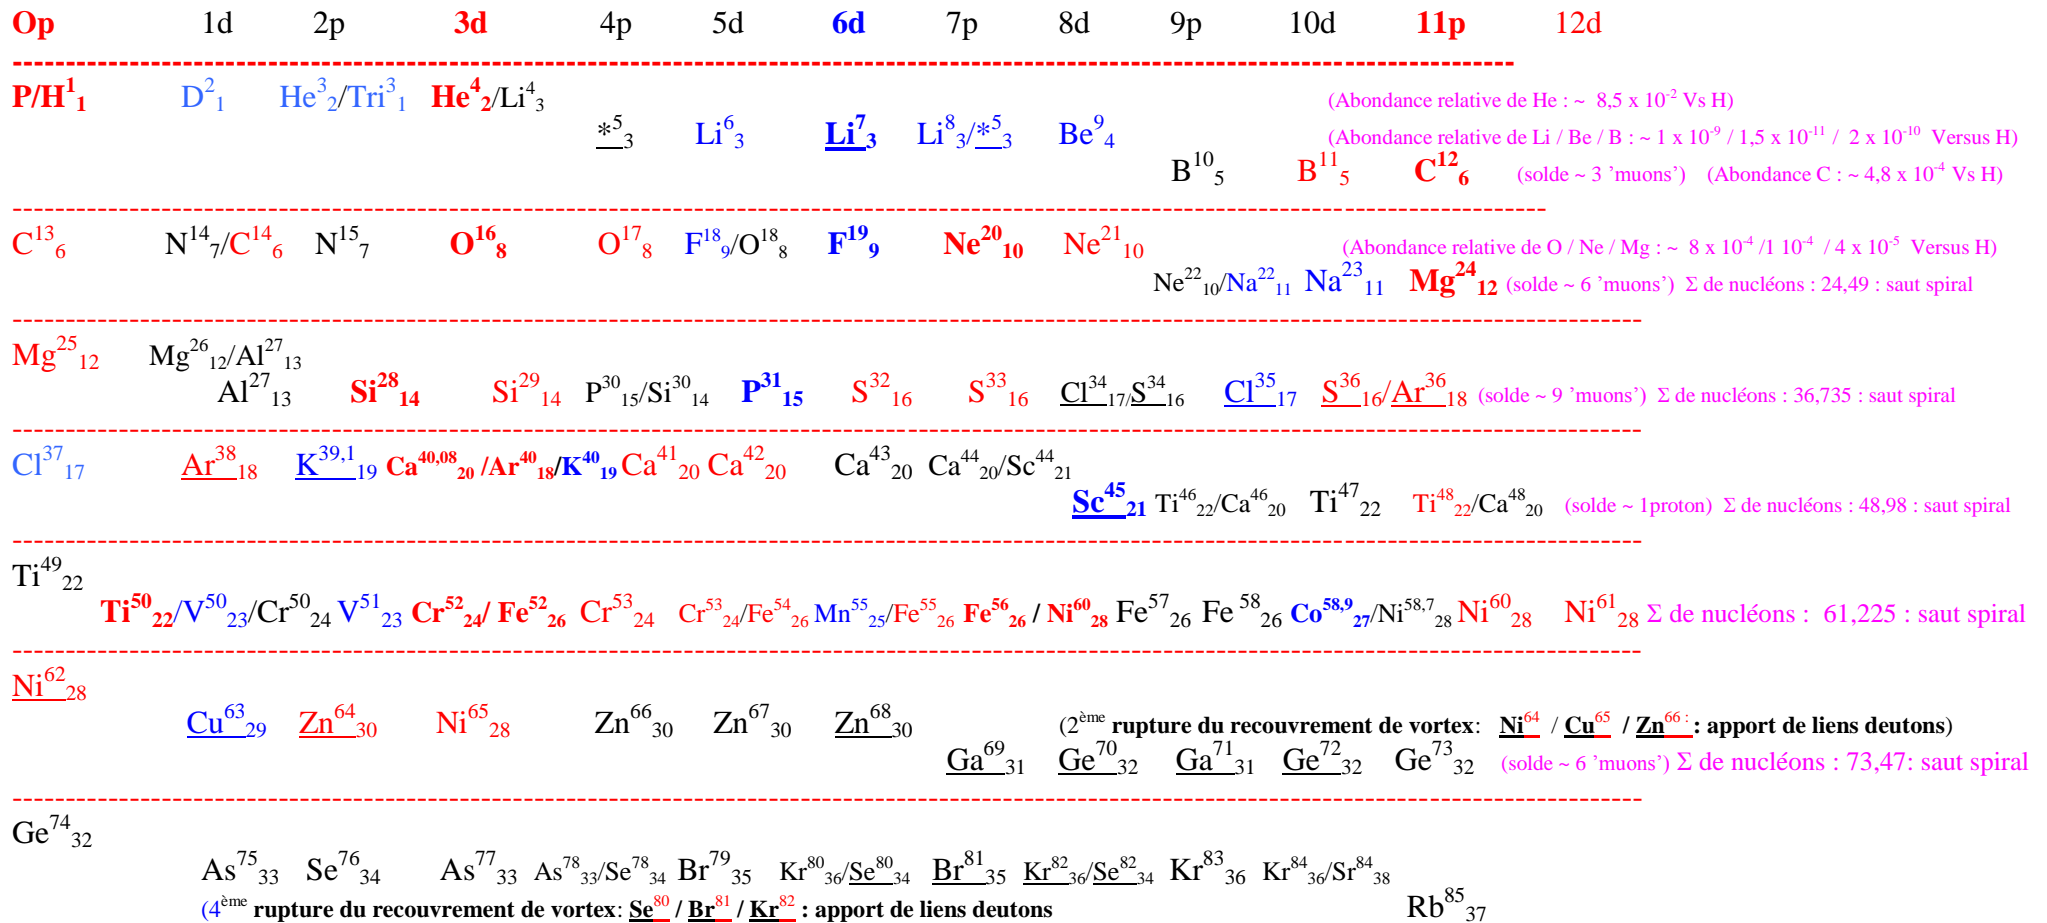 Op 1d 2p 3d 4p 5d 6d 7p 8d 9p 10d 11p 12d
P/H¹₁ D²₁ He³₂/Tri³₁ He⁴₂/Li⁴₃ (Abondance relative de He : ~ 8,5 x 10⁻² Vs H)
*⁵₃ Li⁶₃ Li⁷₃ Li⁸₃/*⁵₃ Be⁹₄ (Abondance relative de Li / Be / B : ~ 1 x 10⁻⁹ / 1,5 x 10⁻¹¹ / 2 x 10⁻¹⁰ Versus H)
B¹⁰₅ B¹¹₅ C¹²₆ (solde ~ 3 ’muons’) (Abondance C : ~ 4,8 x 10⁻⁴ Vs H)
C¹³₆ N¹⁴₇/C¹⁴₆ N¹⁵₇ O¹⁶₈ O¹⁷₈ F¹⁸₉/O¹⁸₈ F¹⁹₉ Ne²⁰₁₀ Ne²¹₁₀ (Abondance relative de O / Ne / Mg : ~ 8 x 10⁻⁴ /1 10⁻⁴ / 4 x 10⁻⁵ Versus H)
Ne²²₁₀/Na²²₁₁ Na²³₁₁ Mg²⁴₁₂ (solde ~ 6 ’muons’) Σ de nucléons : 24,49 : saut spiral
Mg²⁵₁₂ Mg²⁶₁₂/Al²⁷₁₃
Al²⁷₁₃ Si²⁸₁₄ Si²⁹₁₄ P³⁰₁₅/Si³⁰₁₄ P³¹₁₅ S³²₁₆ S³³₁₆ Cl³⁴₁₇/S³⁴₁₆ Cl³⁵₁₇ S³⁶₁₆/Ar³⁶₁₈ (solde ~ 9 ’muons’) Σ de nucléons : 36,735 : saut spiral
Cl³⁷₁₇ Ar³⁸₁₈ K³⁹,¹₁₉ Ca⁴⁰,⁰⁸₂₀ /Ar⁴⁰₁₈/K⁴⁰₁₉ Ca⁴¹₂₀ Ca⁴²₂₀ Ca⁴³₂₀ Ca⁴⁴₂₀/Sc⁴⁴₂₁
Sc⁴⁵₂₁ Ti⁴⁶₂₂/Ca⁴⁶₂₀ Ti⁴⁷₂₂ Ti⁴⁸₂₂/Ca⁴⁸₂₀ (solde ~ 1proton) Σ de nucléons : 48,98 : saut spiral
Ti⁴⁹₂₂
Ti⁵⁰₂₂/V⁵⁰₂₃/Cr⁵⁰₂₄ V⁵¹₂₃ Cr⁵²₂₄/ Fe⁵²₂₆ Cr⁵³₂₄ Cr⁵³₂₄/Fe⁵⁴₂₆ Mn⁵⁵₂₅/Fe⁵⁵₂₆ Fe⁵⁶₂₆ / Ni⁶⁰₂₈ Fe⁵⁷₂₆ Fe ⁵⁸₂₆ Co⁵⁸,⁹₂₇/Ni⁵⁸,⁷₂₈ Ni⁶⁰₂₈ Ni⁶¹₂₈ Σ de nucléons : 61,225 : saut spiral
Ni⁶²₂₈
Cu⁶³₂₉ Zn⁶⁴₃₀ Ni⁶⁵₂₈ Zn⁶⁶₃₀ Zn⁶⁷₃₀ Zn⁶⁸₃₀ (2ᵉᵐᵉ rupture du recouvrement de vortex: Ni⁶⁴ / Cu⁶⁵ / Zn⁶⁶ : : apport de liens deutons)
Ga⁶⁹₃₁ Ge⁷⁰₃₂ Ga⁷¹₃₁ Ge⁷²₃₂ Ge⁷³₃₂ (solde ~ 6 ’muons’) Σ de nucléons : 73,47: saut spiral
Ge⁷⁴₃₂
As⁷⁵₃₃ Se⁷⁶₃₄ As⁷⁷₃₃ As⁷⁸₃₃/Se⁷⁸₃₄ Br⁷⁹₃₅ Kr⁸⁰₃₆/Se⁸⁰₃₄ Br⁸¹₃₅ Kr⁸²₃₆/Se⁸²₃₄ Kr⁸³₃₆ Kr⁸⁴₃₆/Sr⁸⁴₃₈
(4ᵉᵐᵉ rupture du recouvrement de vortex: Se⁸⁰ / Br⁸¹ / Kr⁸² : apport de liens deutons Rb⁸⁵₃₇